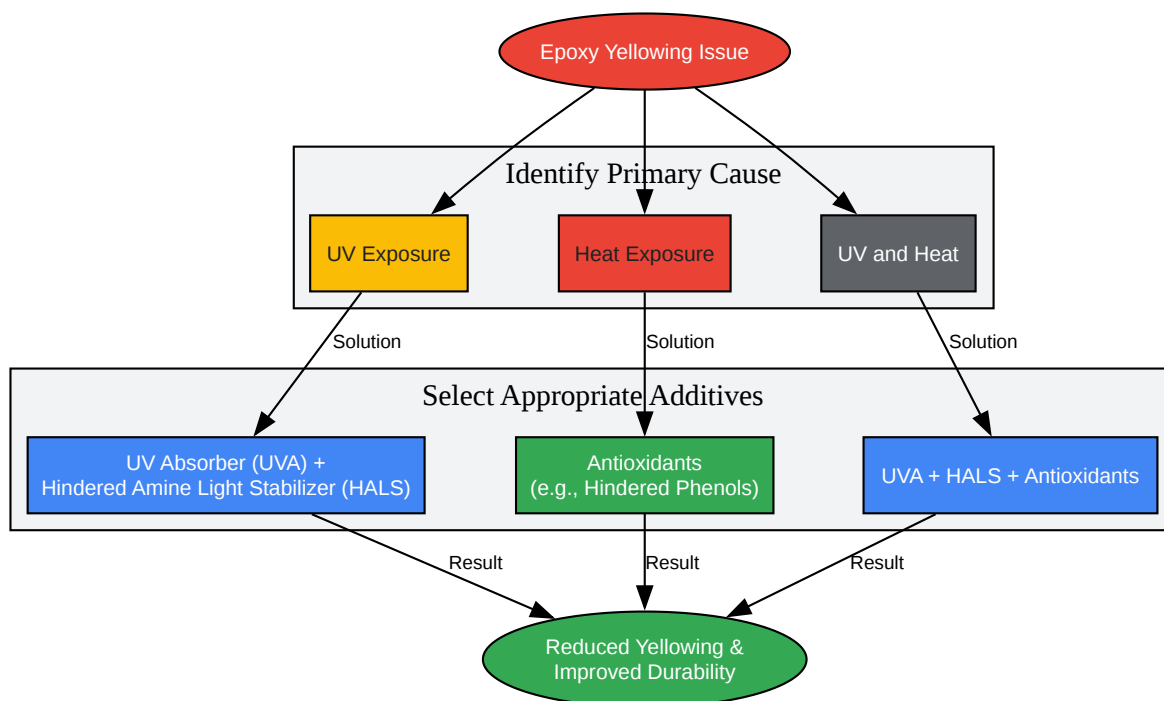 Epoxy Yellowing Issue
Identify Primary Cause
UV Exposure
Heat Exposure
UV and Heat
Solution
Solution
Solution
Select Appropriate Additives
UV Absorber (UVA) +
Hindered Amine Light Stabilizer (HALS)
Antioxidants
(e.g., Hindered Phenols)
UVA + HALS + Antioxidants
Result
Result
Result
Reduced Yellowing &
Improved Durability